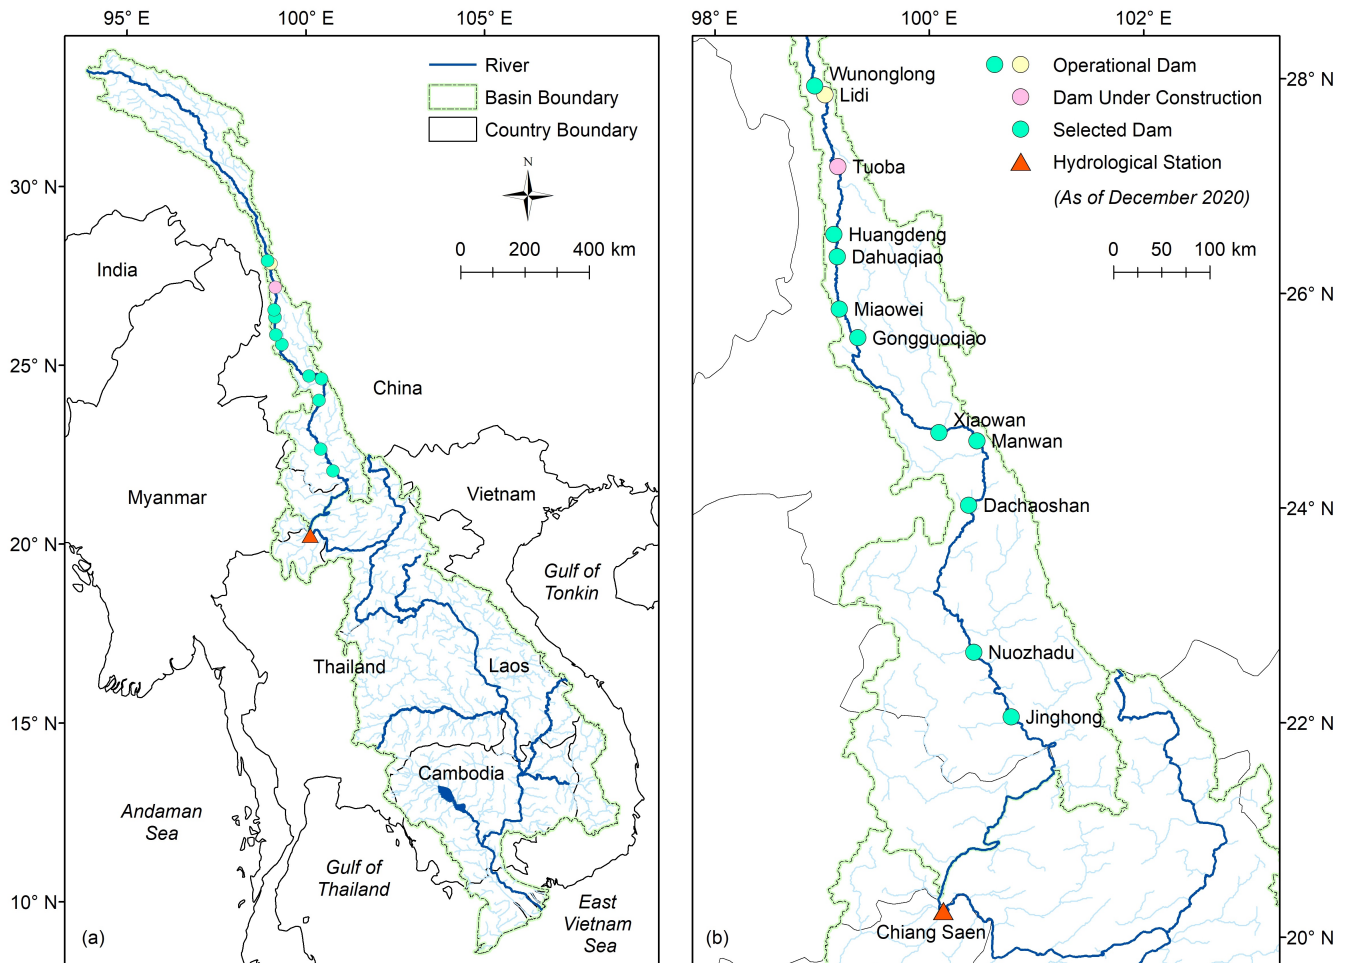 95° E
100° E
105° E
98° E
100° E
102° E
30° N
25° N
20° N
15° N
10° N
River
Basin Boundary
Country Boundary
N
0 200 400 km
India
China
Myanmar
Vietnam
Gulf of
Tonkin
Thailand
Laos
Cambodia
Andaman
Sea
Gulf of
Thailand
East
Vietnam
Sea
(a)
Wunonglong
Lidi
Tuoba
Huangdeng
Dahuaqiao
Miaowei
Gongguoqiao
Xiaowan
Manwan
Dachaoshan
Nuozhadu
Jinghong
Chiang Saen
(b)
Operational Dam
Dam Under Construction
Selected Dam
Hydrological Station
(As of December 2020)
0 50 100 km
28° N
26° N
24° N
22° N
20° N